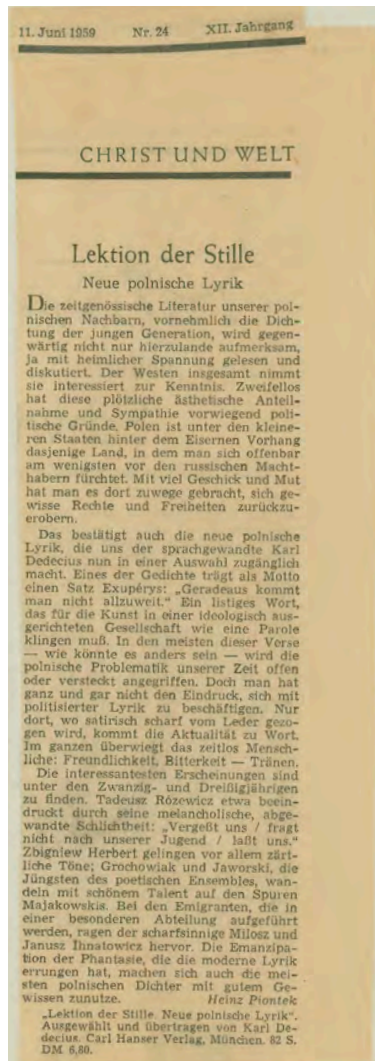 11. Juni 1959 Nr. 24 XII. Jahrgang
CHRIST UND WELT
Lektion der Stille
Neue polnische Lyrik
Die zeitgenössische Literatur unserer pol-
nischen Nachbarn, vornehmlich die Dich-
tung der jungen Generation, wird gegen-
wärtig nicht nur hierzulande aufmerksam,
ja mit heimlicher Spannung gelesen und
diskutiert. Der Westen insgesamt nimmt
sie interessiert zur Kenntnis. Zweifellos
hat diese plötzliche ästhetische Anteil-
nahme und Sympathie vorwiegend poli-
tische Gründe. Polen ist unter den kleine-
ren Staaten hinter dem Eisernen Vorhang
dasjenige Land, in dem man sich offenbar
am wenigsten vor den russischen Macht-
habern fürchtet. Mit viel Geschick und Mut
hat man es dort zuwege gebracht, sich ge-
wisse Rechte und Freiheiten zurückzu-
erobern.
Das bestätigt auch die neue polnische
Lyrik, die uns der sprachgewandte Karl
Dedecius nun in einer Auswahl zugänglich
macht. Eines der Gedichte trägt als Motto
einen Satz Exupérys: „Geradeaus kommt
man nicht allzuweit.“ Ein listiges Wort,
das für die Kunst in einer ideologisch aus-
gerichteten Gesellschaft wie eine Parole
klingen muß. In den meisten dieser Verse
— wie könnte es anders sein — wird die
polnische Problematik unserer Zeit offen
oder versteckt angegriffen. Doch man hat
ganz und gar nicht den Eindruck, sich mit
politisierter Lyrik zu beschäftigen. Nur
dort, wo satirisch scharf vom Leder gezo-
gen wird, kommt die Aktualität zu Wort.
Im ganzen überwiegt das zeitlos Mensch-
liche: Freundlichkeit, Bitterkeit — Tränen.
Die interessantesten Erscheinungen sind
unter den Zwanzig- und Dreißigjährigen
zu finden. Tadeusz Rózewicz etwa beein-
druckt durch seine melancholische, abge-
wandte Schlichtheit: „Vergeßt uns / fragt
nicht nach unserer Jugend / laßt uns.“
Zbigniew Herbert gelingen vor allem zärt-
liche Töne; Grochowiak und Jaworski, die
Jüngsten des poetischen Ensembles, wan-
deln mit schönem Talent auf den Spuren
Majakowskis. Bei den Emigranten, die in
einer besonderen Abteilung aufgeführt
werden, ragen der scharfsinnige Milosz und
Janusz Ihnatowicz hervor. Die Emanzipa-
tion der Phantasie, die die moderne Lyrik
errungen hat, machen sich auch die mei-
sten polnischen Dichter mit gutem Ge-
wissen zunutze. Heinz Piontek
„Lektion der Stille. Neue polnische Lyrik“.
Ausgewählt und übertragen von Karl De-
decius. Carl Hanser Verlag, München. 82 S.
DM 6,80.